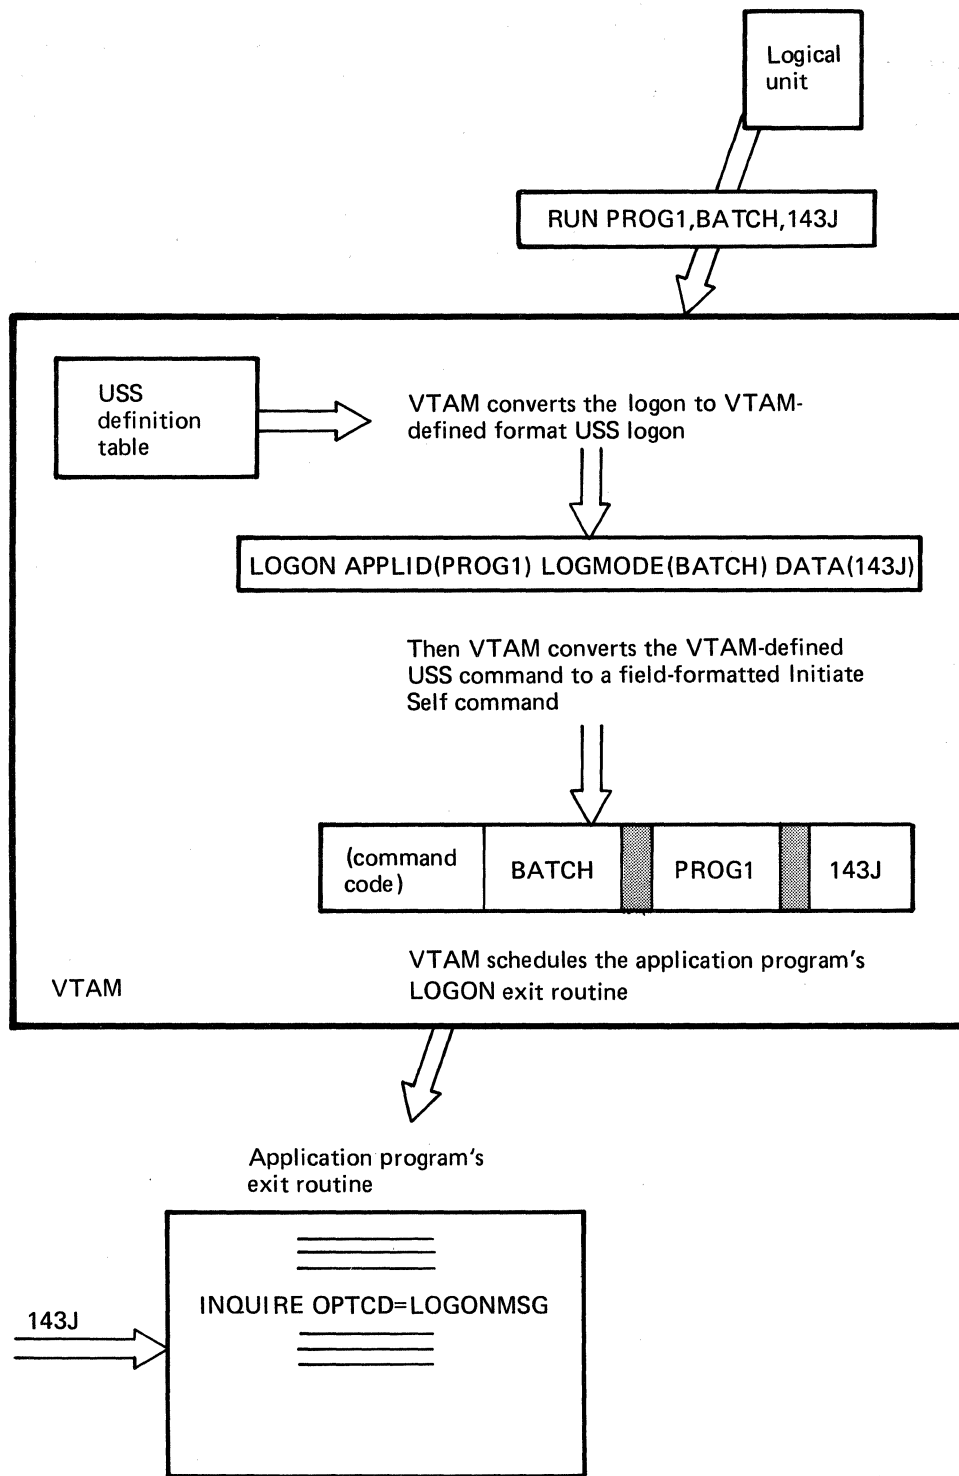 Logical
unit
RUN PROG1,BATCH,143J
USS
definition
table
VTAM converts the logon to VTAM-
defined format USS logon
LOGON APPLID(PROG1) LOGMODE(BATCH) DATA(143J)
Then VTAM converts the VTAM-defined
USS command to a field-formatted Initiate
Self command
(command
code)
BATCH
PROG1
143J
VTAM schedules the application program's
LOGON exit routine
VTAM
Application program's
exit routine
INQUIRE OPTCD=LOGONMSG
143J